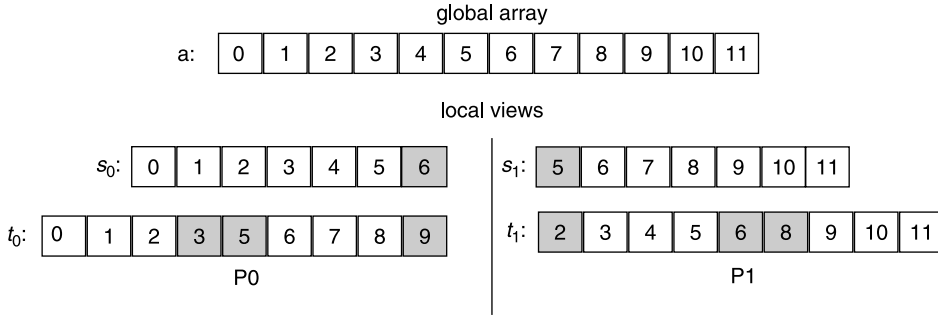 global array
a: 0 1 2 3 4 5 6 7 8 9 10 11
local views
s0: 0 1 2 3 4 5 6
s1: 5 6 7 8 9 10 11
t0: 0 1 2 3 5 6 7 8 9
t1: 2 3 4 5 6 8 9 10 11
P0
P1